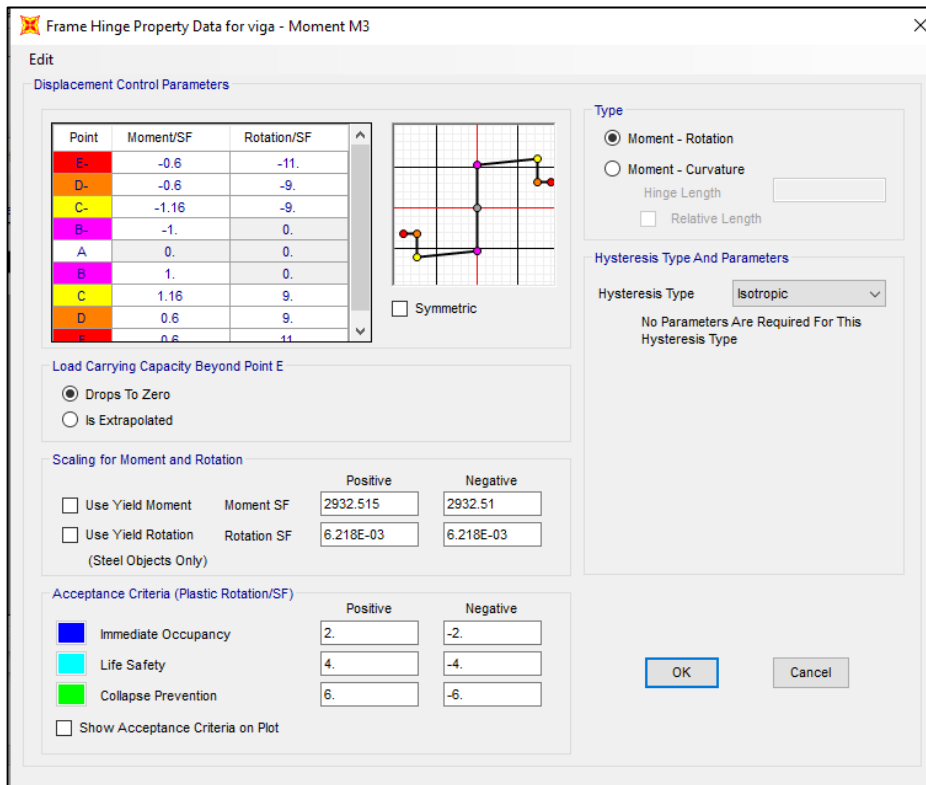 Frame Hinge Property Data for viga - Moment M3
Edit
Displacement Control Parameters
Point Moment/SF Rotation/SF
E- -0.6 -11.
D- -0.6 -9.
C- -1.16 -9.
B- -1. 0.
A 0. 0.
B 1. 0.
C 1.16 9.
D 0.6 9.
0.6 11
Symmetric
Load Carrying Capacity Beyond Point E
Drops To Zero
Is Extrapolated
Scaling for Moment and Rotation
Positive Negative
Use Yield Moment Moment SF 2932.515 2932.51
Use Yield Rotation Rotation SF 6.218E-03 6.218E-03
(Steel Objects Only)
Acceptance Criteria (Plastic Rotation/SF)
Positive Negative
Immediate Occupancy 2. -2.
Life Safety 4. -4.
Collapse Prevention 6. -6.
Show Acceptance Criteria on Plot
Type
Moment - Rotation
Moment - Curvature
Hinge Length
Relative Length
Hysteresis Type And Parameters
Hysteresis Type Isotropic
No Parameters Are Required For This
Hysteresis Type
OK Cancel